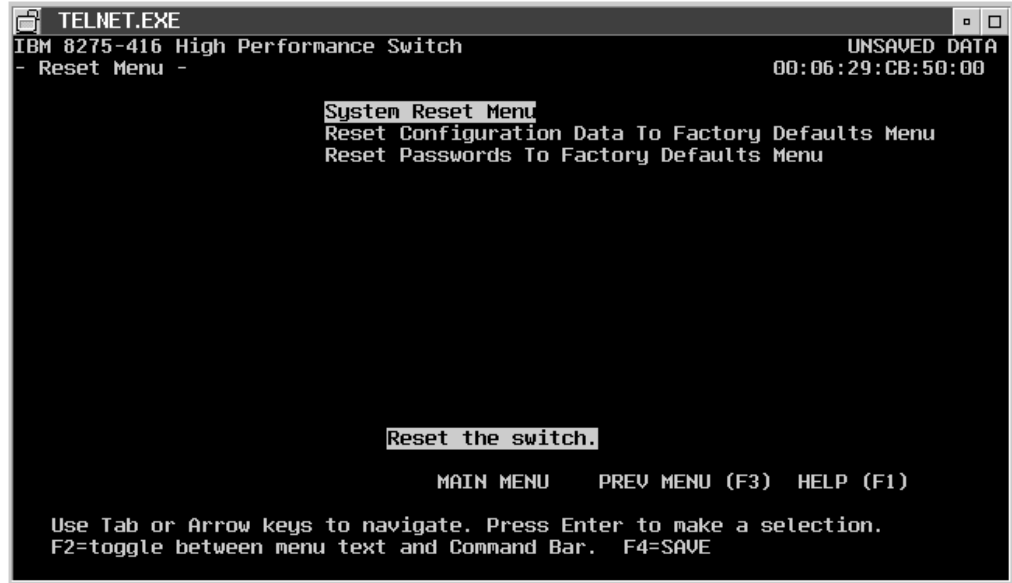 TELNET.EXE
IBM 8275-416 High Performance Switch UNSAVED DATA
- Reset Menu - 00:06:29:CB:50:00
System Reset Menu
Reset Configuration Data To Factory Defaults Menu
Reset Passwords To Factory Defaults Menu
Reset the switch.
MAIN MENU PREV MENU (F3) HELP (F1)
Use Tab or Arrow keys to navigate. Press Enter to make a selection.
F2=toggle between menu text and Command Bar. F4=SAVE